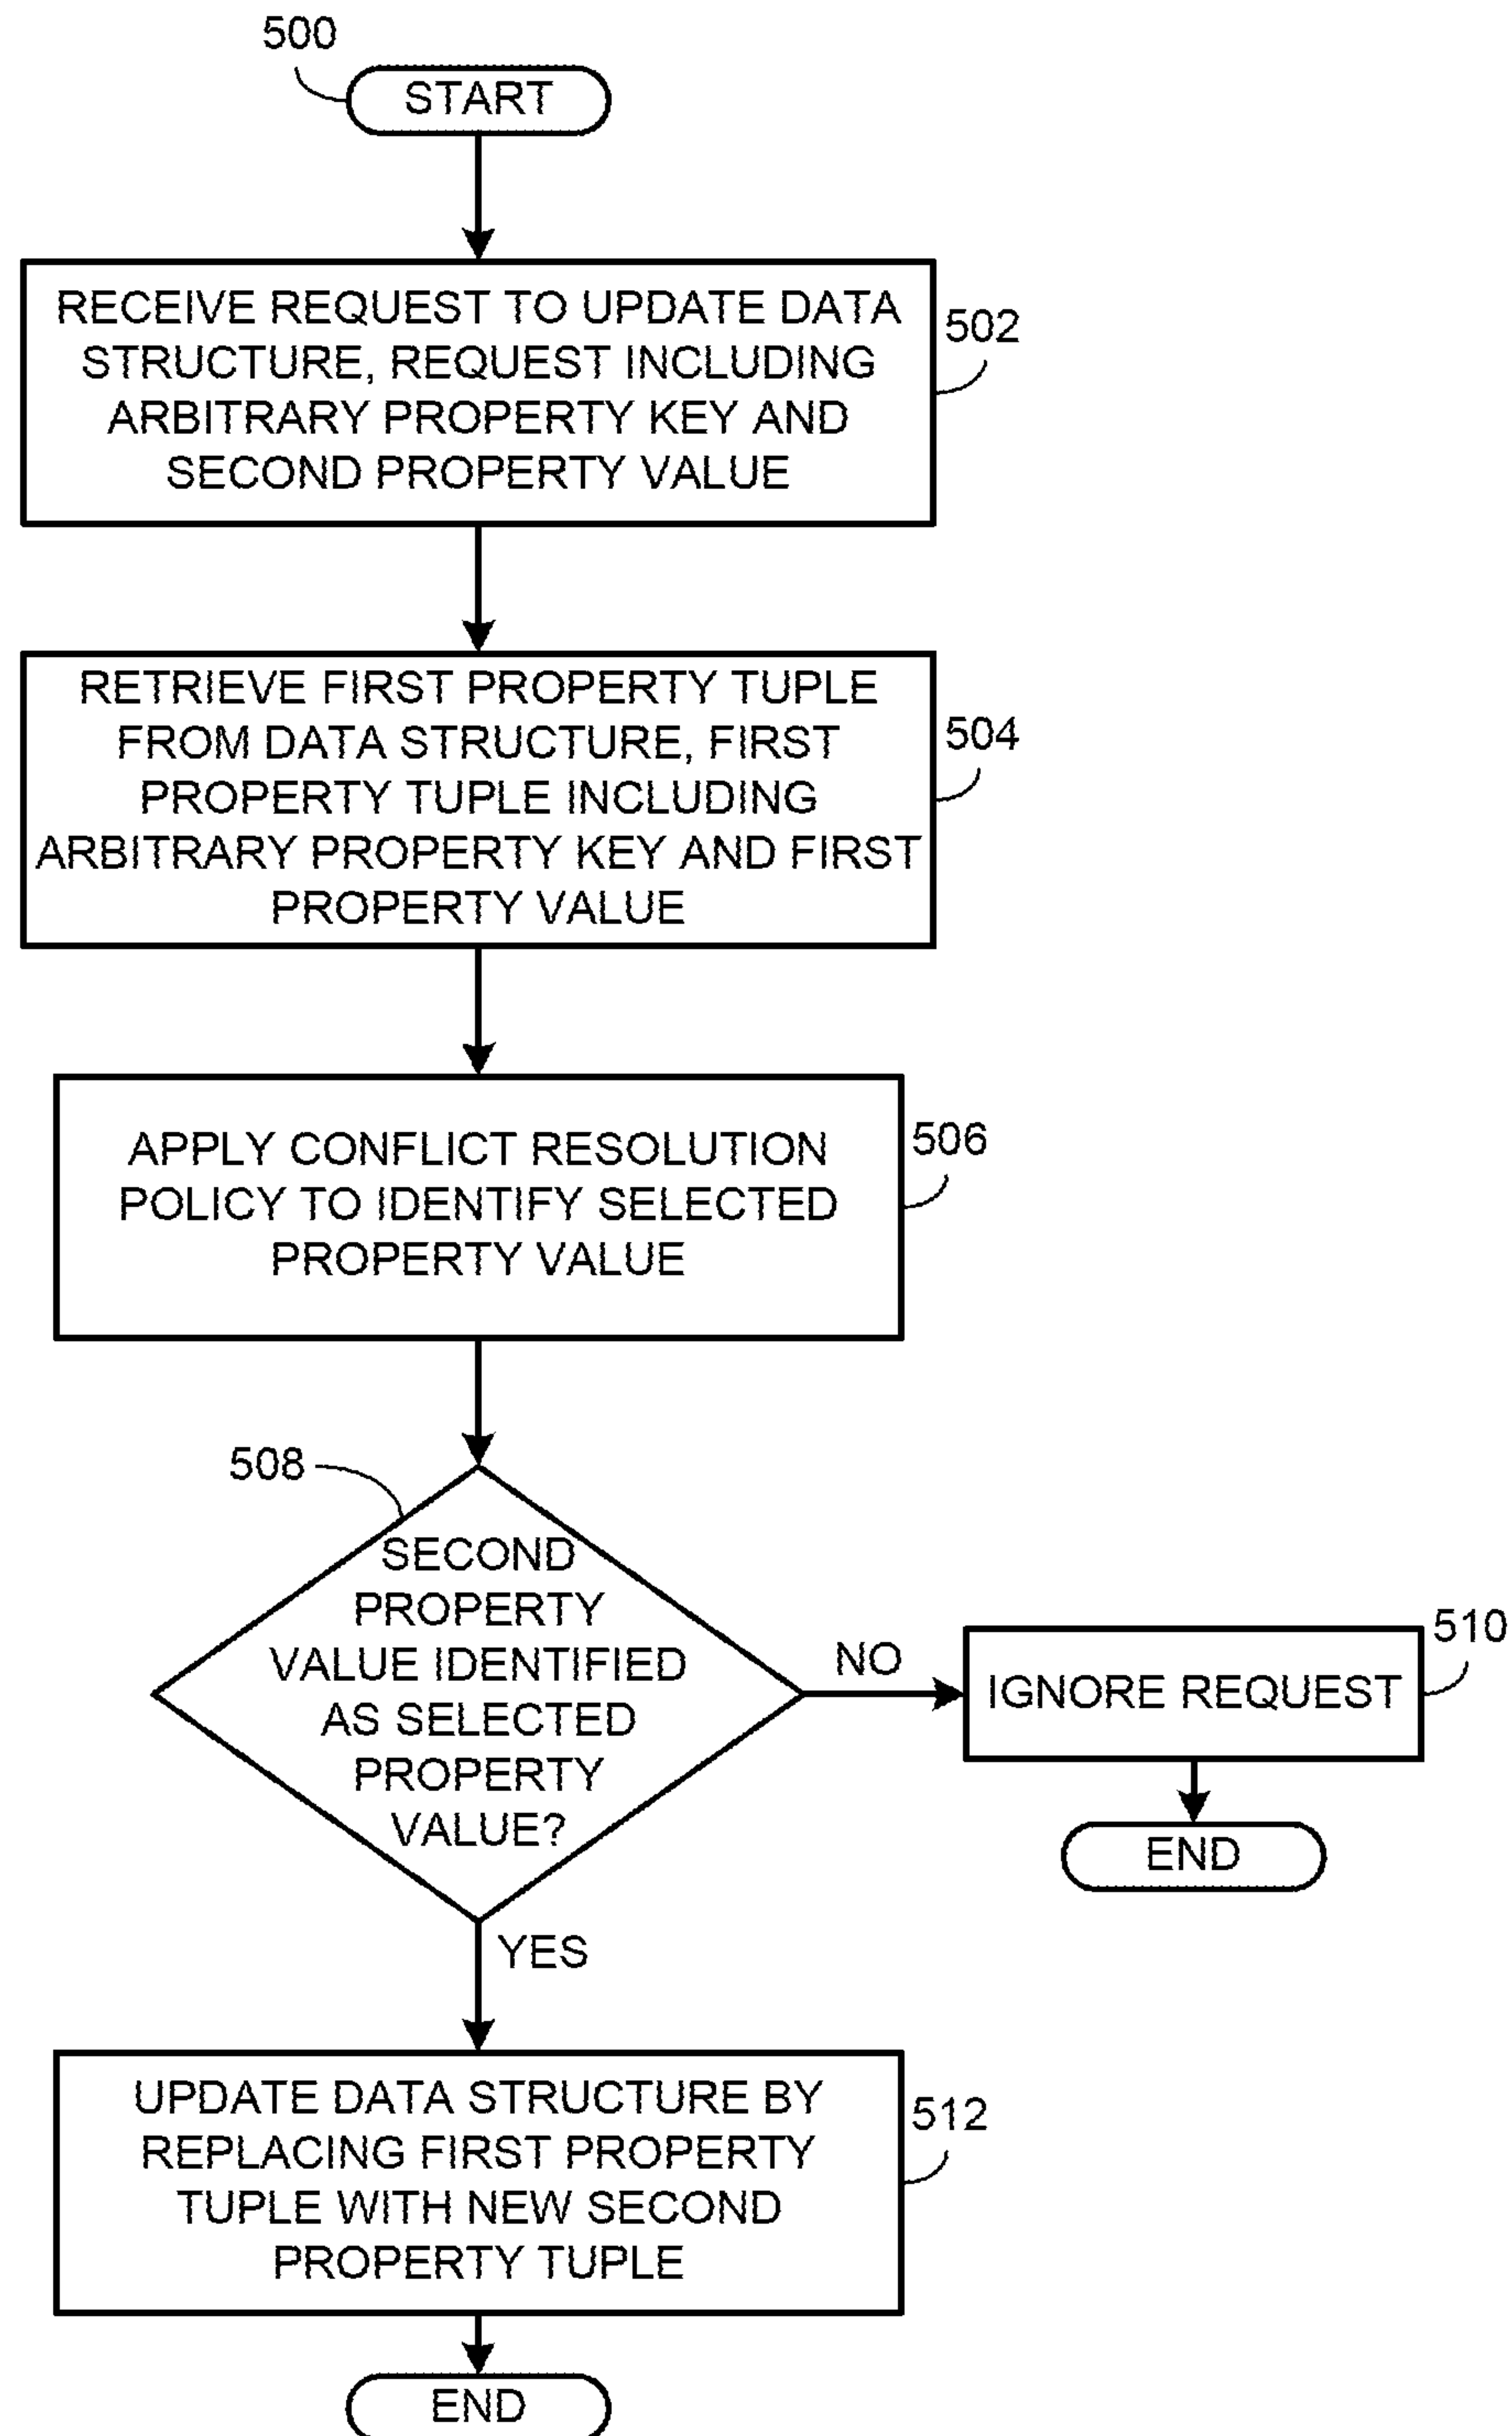 500
START
RECEIVE REQUEST TO UPDATE DATA
STRUCTURE, REQUEST INCLUDING
ARBITRARY PROPERTY KEY AND
SECOND PROPERTY VALUE
502
RETRIEVE FIRST PROPERTY TUPLE
FROM DATA STRUCTURE, FIRST
PROPERTY TUPLE INCLUDING
ARBITRARY PROPERTY KEY AND FIRST
PROPERTY VALUE
504
APPLY CONFLICT RESOLUTION
POLICY TO IDENTIFY SELECTED
PROPERTY VALUE
506
508
SECOND
PROPERTY
VALUE IDENTIFIED
AS SELECTED
PROPERTY
VALUE?
NO
IGNORE REQUEST
510
END
YES
UPDATE DATA STRUCTURE BY
REPLACING FIRST PROPERTY
TUPLE WITH NEW SECOND
PROPERTY TUPLE
512
END